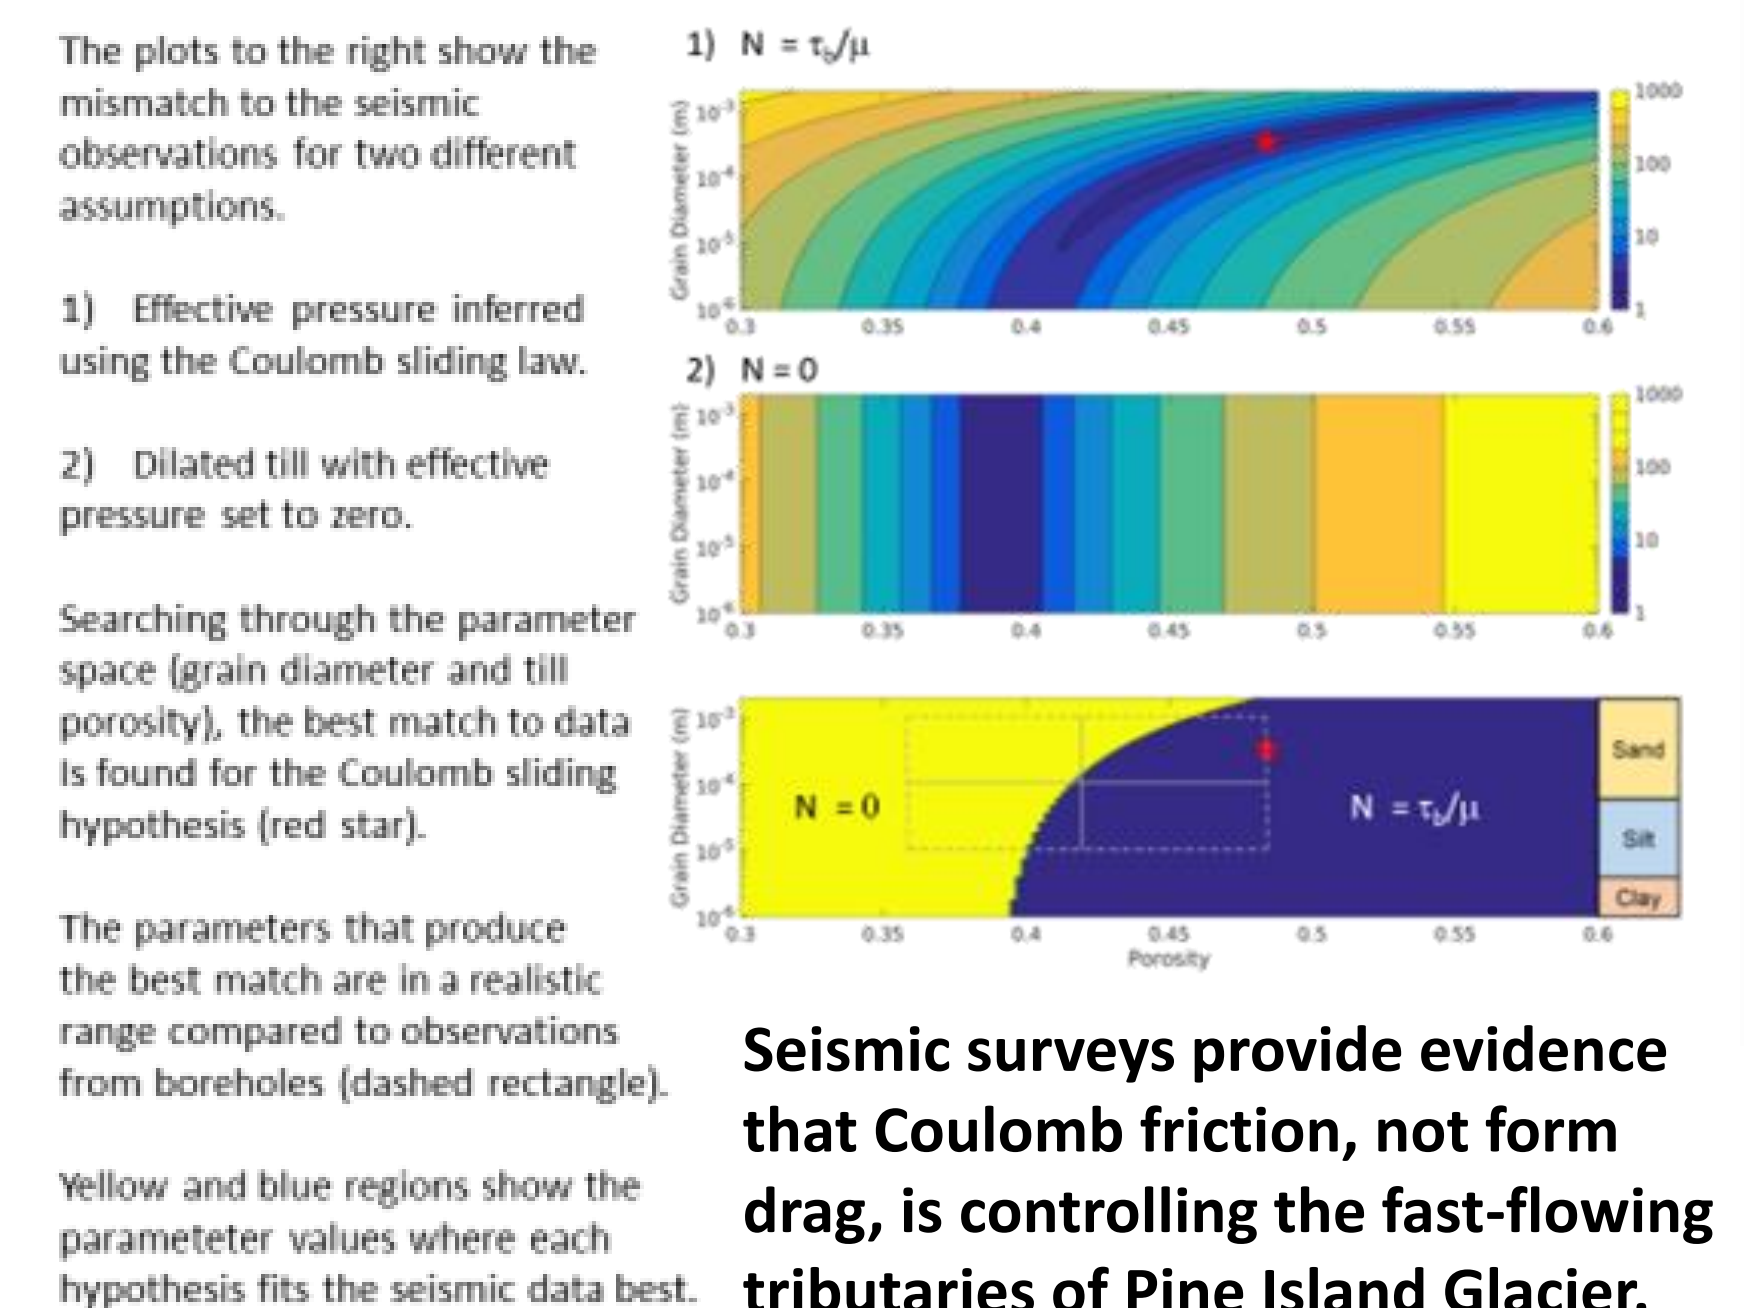 The plots to the right show the
mismatch to the seismic
observations for two different
assumptions.
1) Effective pressure inferred
using the Coulomb sliding law.
2) Dilated till with effective
pressure set to zero.
Searching through the parameter
space (grain diameter and till
porosity), the best match to data
is found for the Coulomb sliding
hypothesis (red star).
The parameters that produce
the best match are in a realistic
range compared to observations
from boreholes (dashed rectangle).
Yellow and blue regions show the
parameteter values where each
hypothesis fits the seismic data best.
1) N = τb/μ
Grain Diameter (m)
10⁻³
10⁻⁴
10⁻⁵
10⁻⁶
0.3 0.35 0.4 0.45 0.5 0.55 0.6
1000
100
10
1
2) N = 0
Grain Diameter (m)
10⁻³
10⁻⁴
10⁻⁵
10⁻⁶
0.3 0.35 0.4 0.45 0.5 0.55 0.6
1000
100
10
1
Grain Diameter (m)
10⁻³
10⁻⁴
10⁻⁵
10⁻⁶
N = 0
N = τb/μ
Sand
Silt
Clay
0.3 0.35 0.4 0.45 0.5 0.55 0.6
Porosity
Seismic surveys provide evidence
that Coulomb friction, not form
drag, is controlling the fast-flowing
tributaries of Pine Island Glacier.